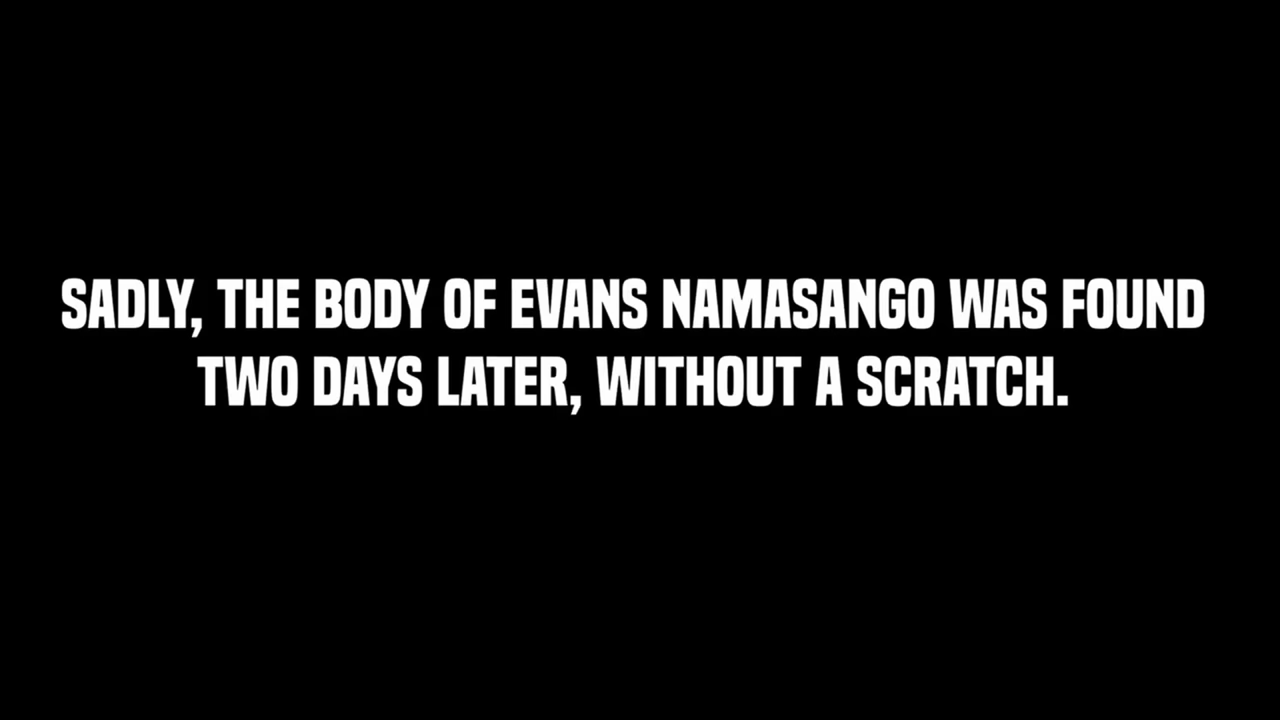 SADLY, THE BODY OF EVANS NAMASANGO WAS FOUND
TWO DAYS LATER, WITHOUT A SCRATCH.